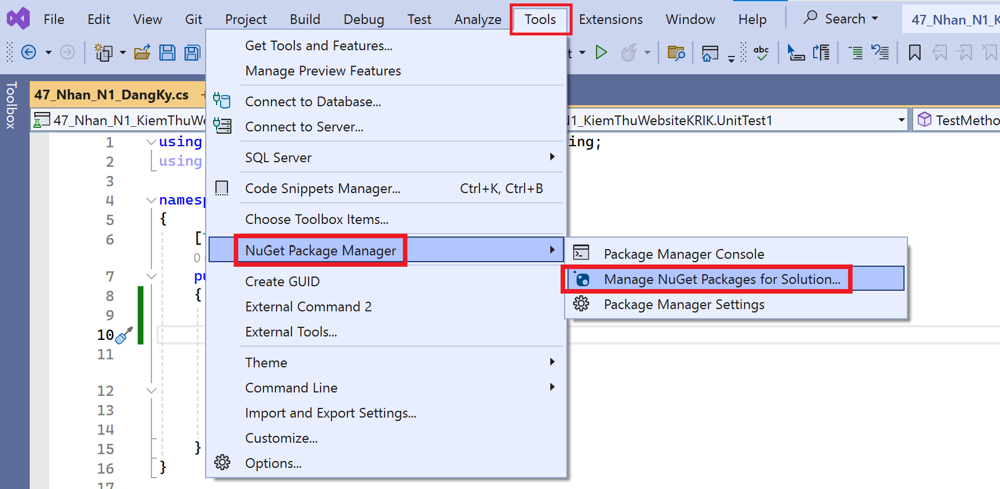 File Edit View Git Project Build Debug Test Analyze Tools Extensions Window Help Search 47_Nhan_N1_K
abc
Toolbox
47_Nhan_N1_DangKy.cs
47_Nhan_N1_KiemThuWe
N1_KiemThuWebsiteKRIK.UnitTest1
TestMetho
1 using
ing;
2 using
3
4 namesp
5 {
6 [
0
7 pu
8 {
9
10
11
12
13
14
15 }
16 }
17
Get Tools and Features...
Manage Preview Features
Connect to Database...
Connect to Server...
SQL Server
Code Snippets Manager... Ctrl+K, Ctrl+B
Choose Toolbox Items...
NuGet Package Manager
Create GUID
External Command 2
External Tools...
Theme
Command Line
Import and Export Settings...
Customize...
Options...
Package Manager Console
Manage NuGet Packages for Solution...
Package Manager Settings